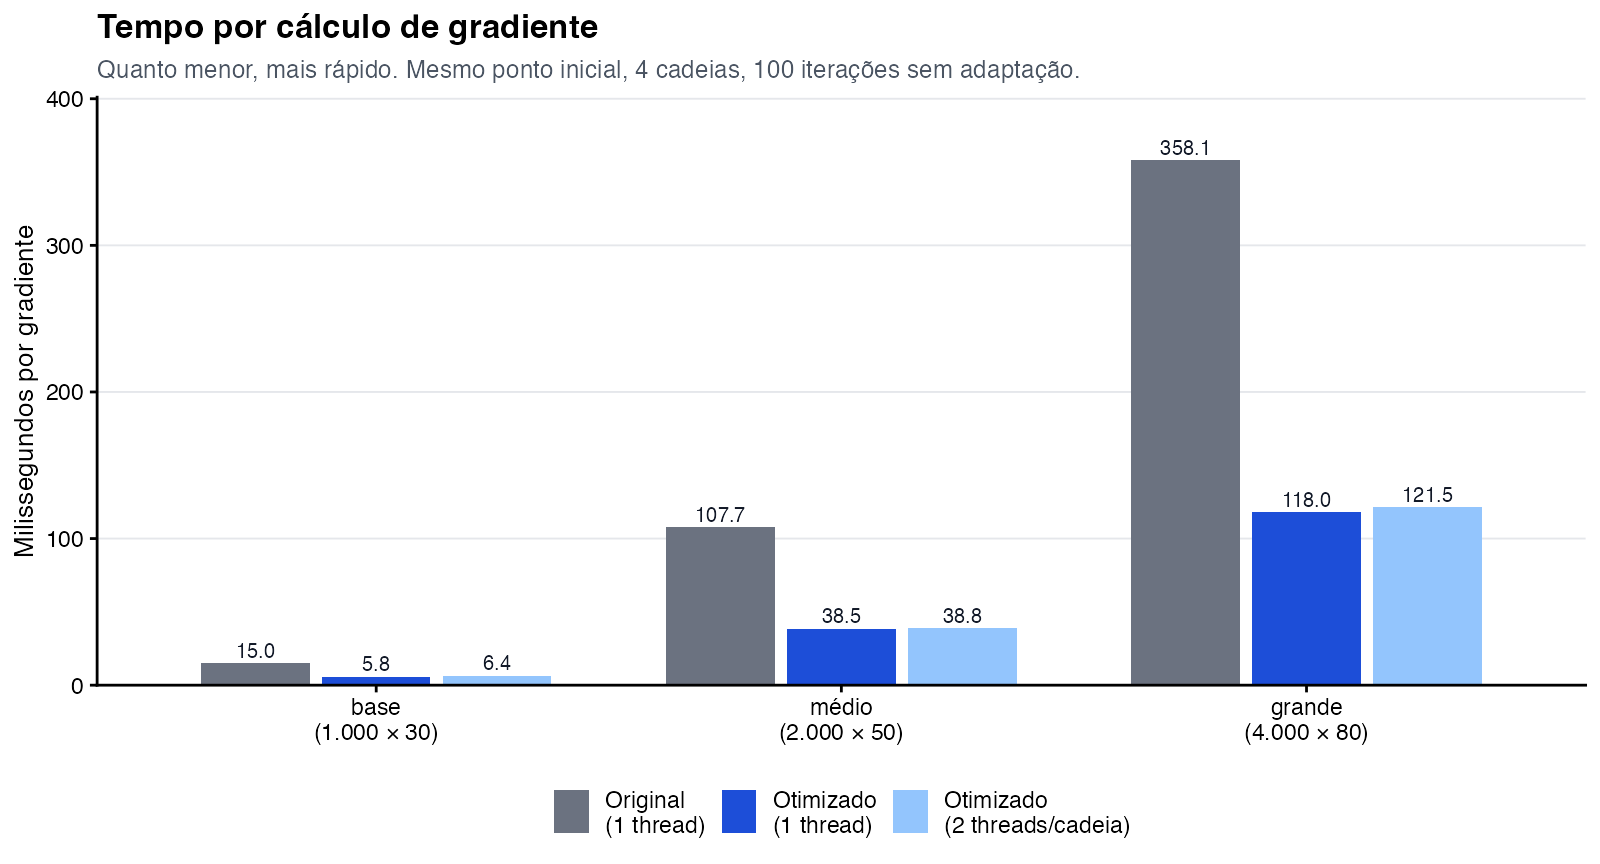 Tempo por cálculo de gradiente
Quanto menor, mais rápido. Mesmo ponto inicial, 4 cadeias, 100 iterações sem adaptação.
Milissegundos por gradiente
400
300
200
100
0
15.0
5.8
6.4
107.7
38.5
38.8
358.1
118.0
121.5
base
(1.000 × 30)
médio
(2.000 × 50)
grande
(4.000 × 80)
Original
(1 thread)
Otimizado
(1 thread)
Otimizado
(2 threads/cadeia)